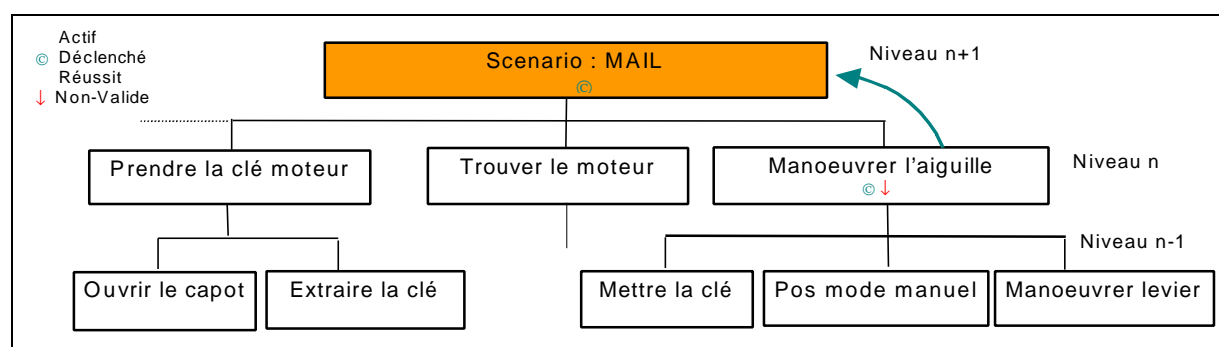 Actif
© Déclenché
Réussit
↓ Non-Valide
Scenario : MAIL
©
Niveau n+1
Prendre la clé moteur
Trouver le moteur
Manoeuvrer l'aiguille
© ↓
Niveau n
Niveau n-1
Ouvrir le capot
Extraire la clé
Mettre la clé
Pos mode manuel
Manoeuvrer levier